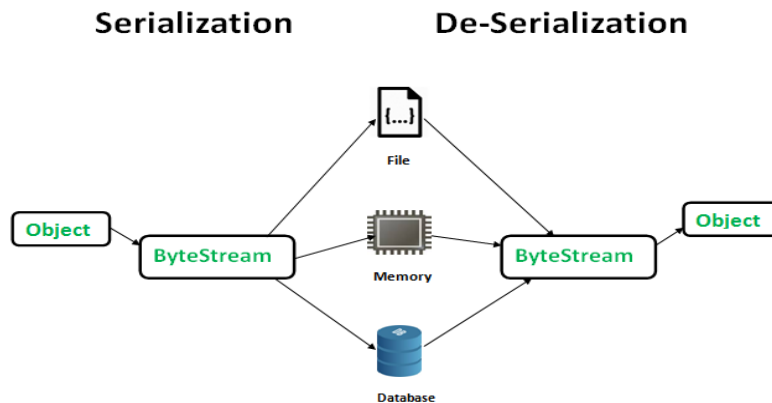 Serialization
De-Serialization
{...}
File
Object
ByteStream
Memory
ByteStream
Object
Database